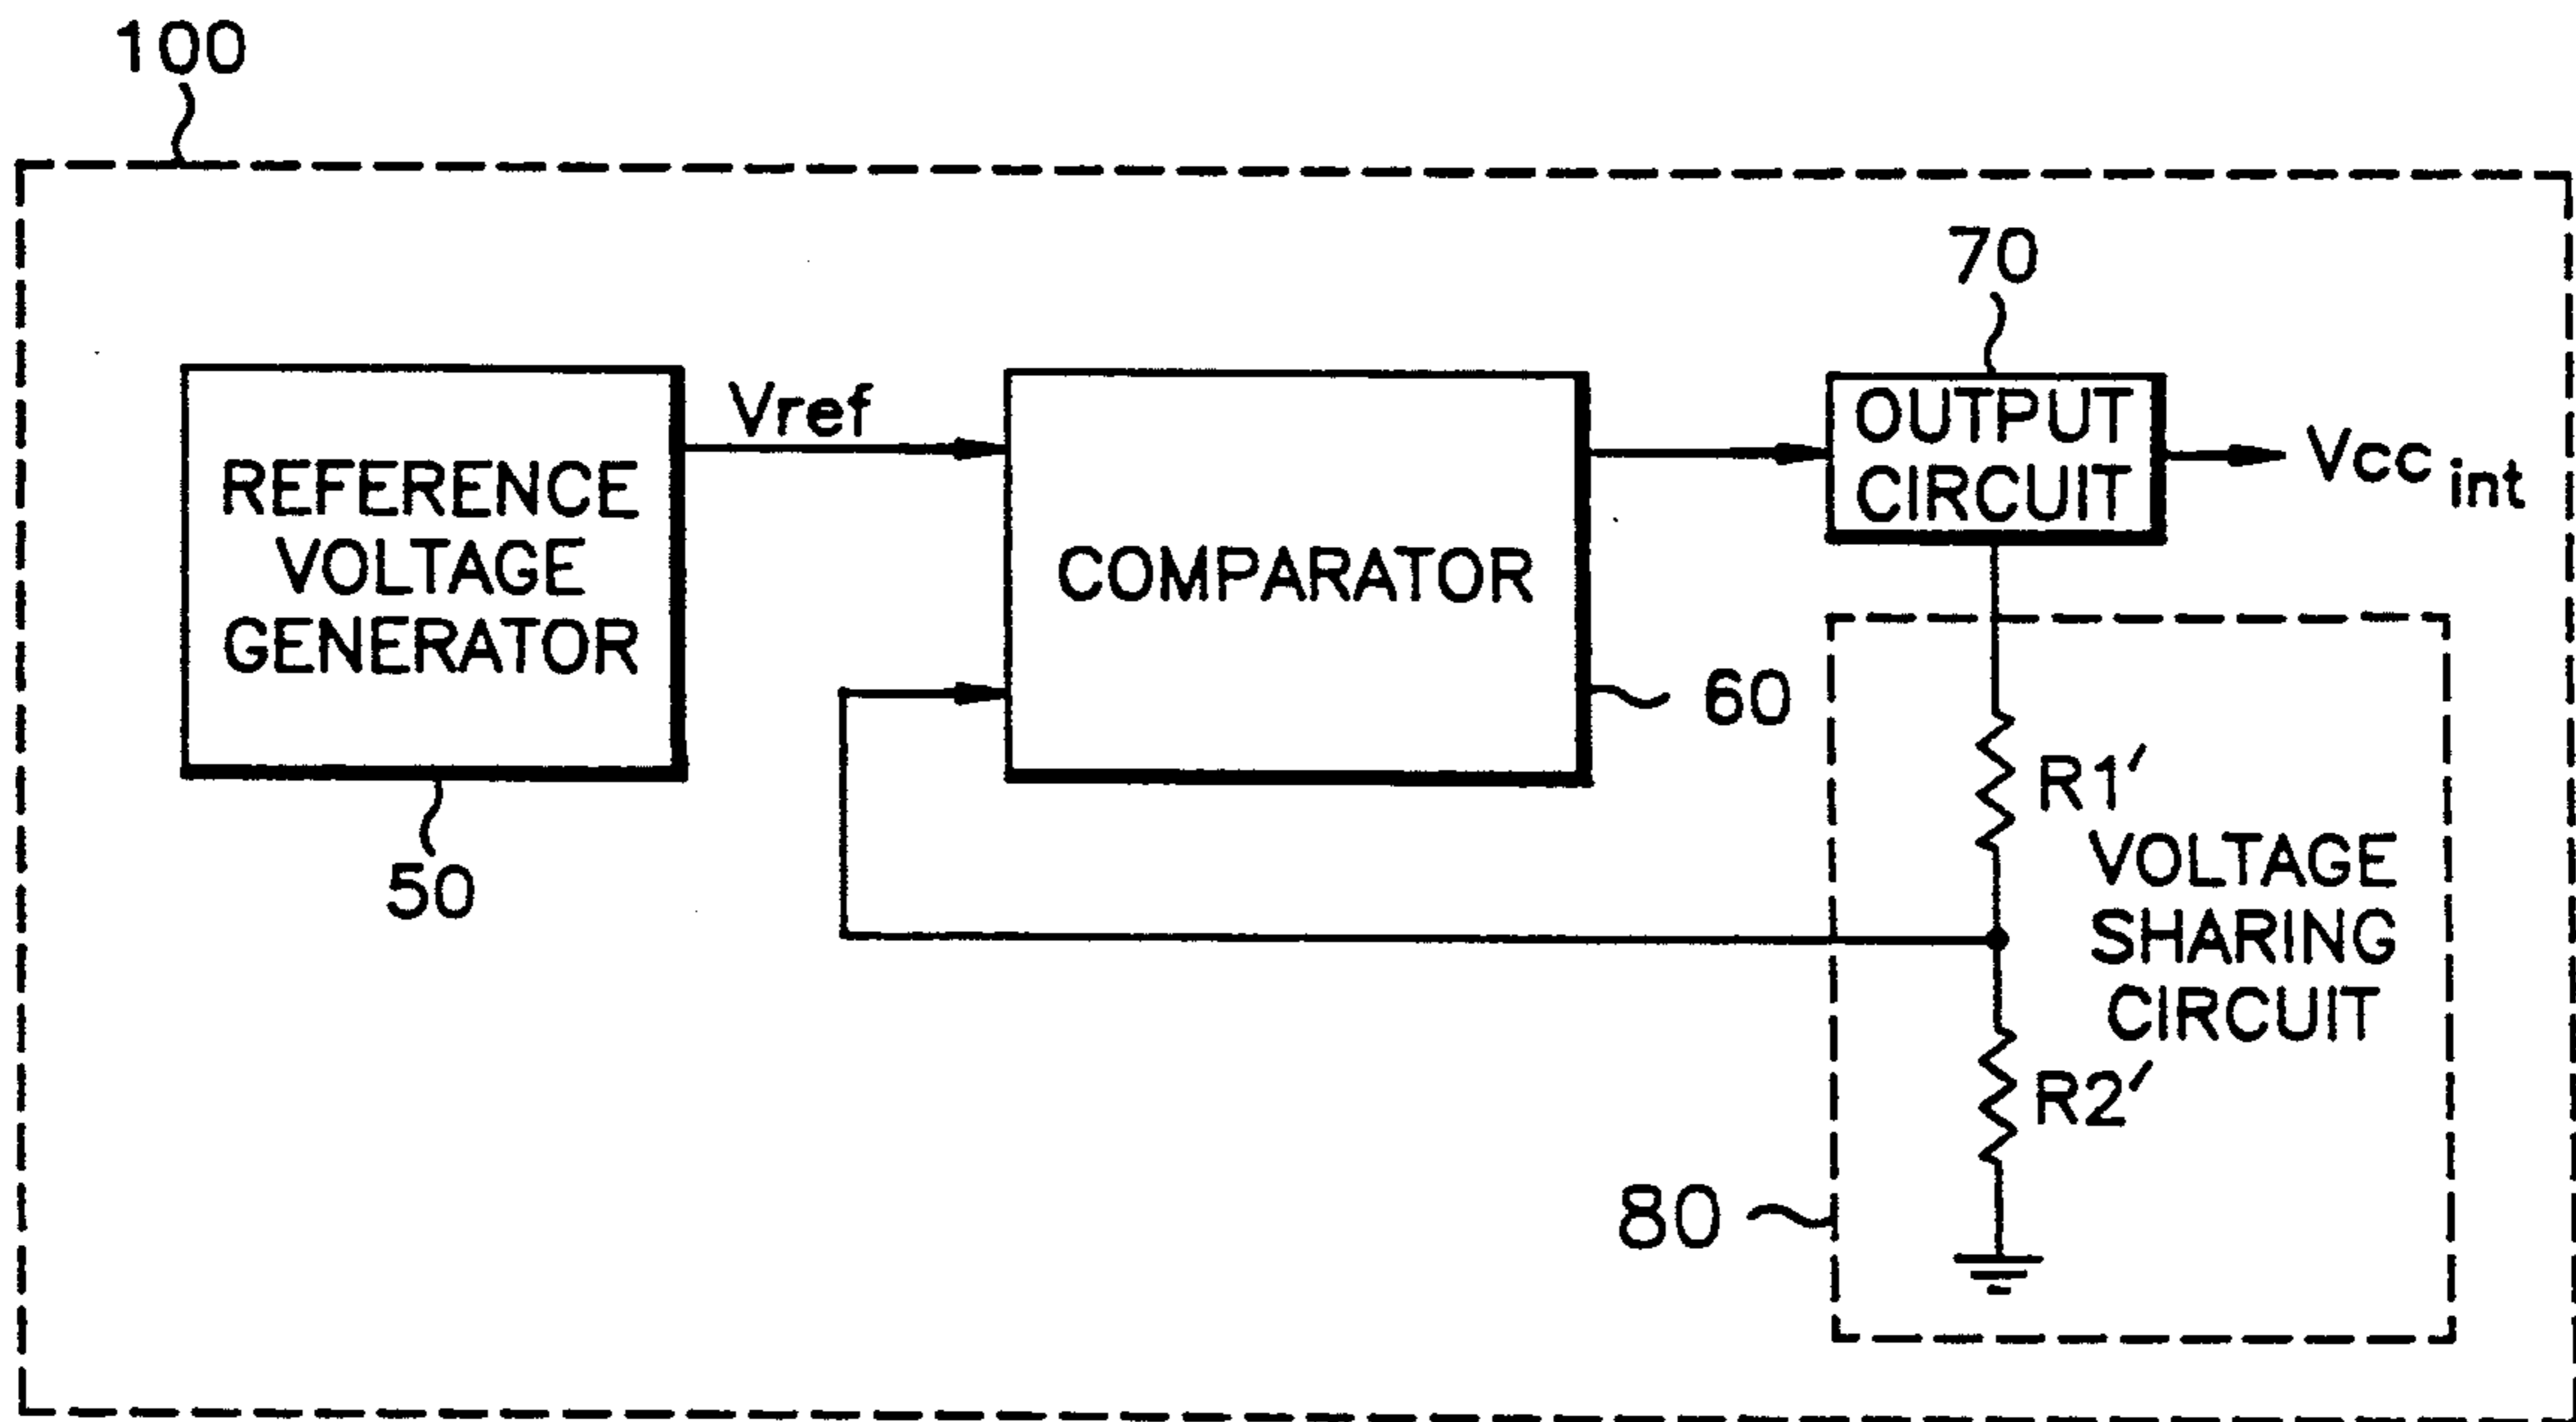 100
70
Vref
OUTPUT
CIRCUIT
Vcc int
REFERENCE
VOLTAGE
GENERATOR
COMPARATOR
60
50
R1′
VOLTAGE
SHARING
CIRCUIT
R2′
80